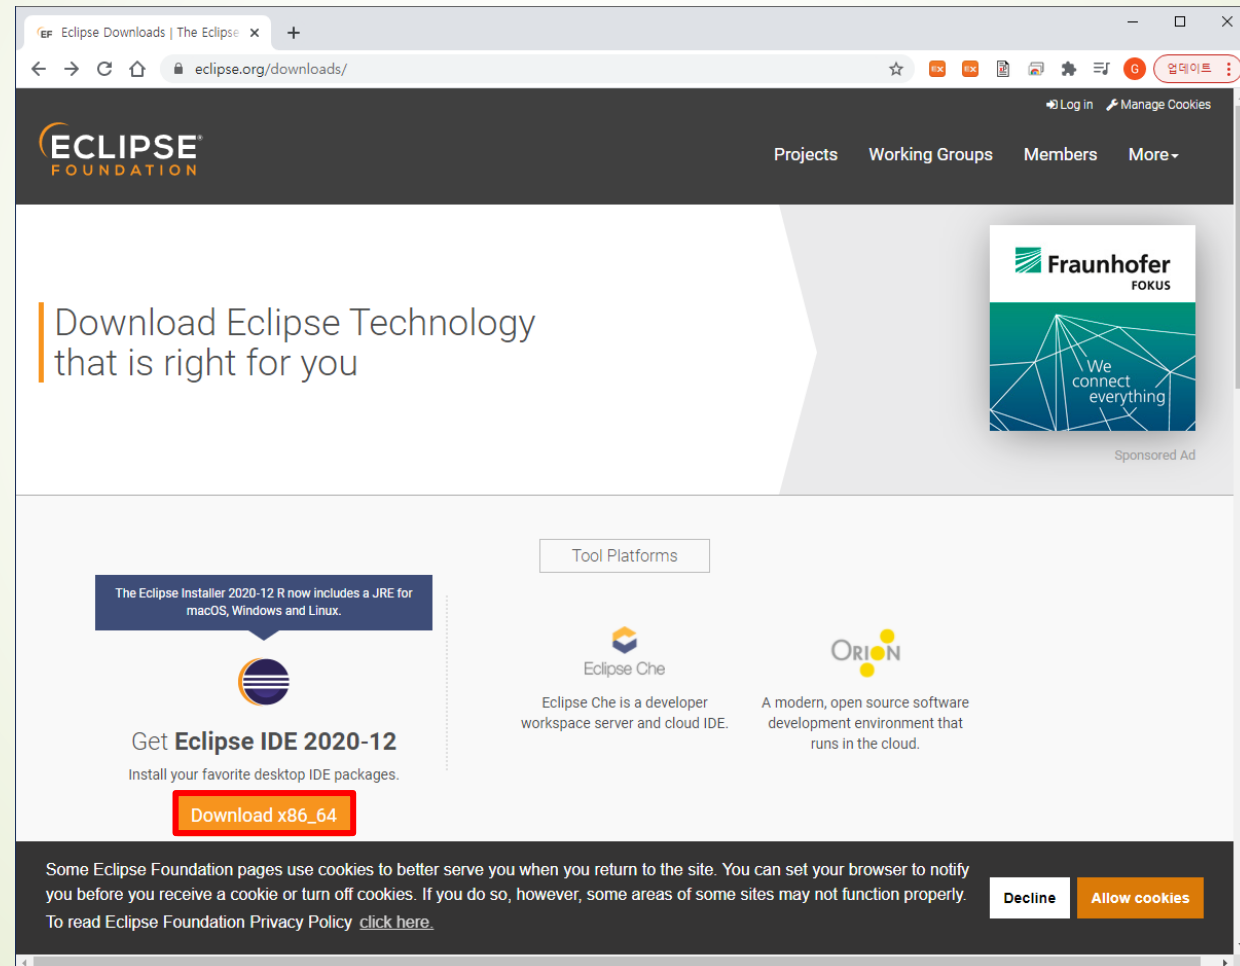 EF Eclipse Downloads | The Eclipse
eclipse.org/downloads/
G
업데이트
Log in Manage Cookies
ECLIPSE
FOUNDATION
Projects Working Groups Members More
Fraunhofer
FOKUS
Download Eclipse Technology
that is right for you
We
connect
everything
Sponsored Ad
Tool Platforms
The Eclipse Installer 2020-12 R now includes a JRE for
macOS, Windows and Linux.
Eclipse Che
ORION
Eclipse Che is a developer
workspace server and cloud IDE.
A modern, open source software
development environment that
runs in the cloud.
Get Eclipse IDE 2020-12
Install your favorite desktop IDE packages.
Download x86_64
Some Eclipse Foundation pages use cookies to better serve you when you return to the site. You can set your browser to notify
you before you receive a cookie or turn off cookies. If you do so, however, some areas of some sites may not function properly.
To read Eclipse Foundation Privacy Policy click here.
Decline Allow cookies